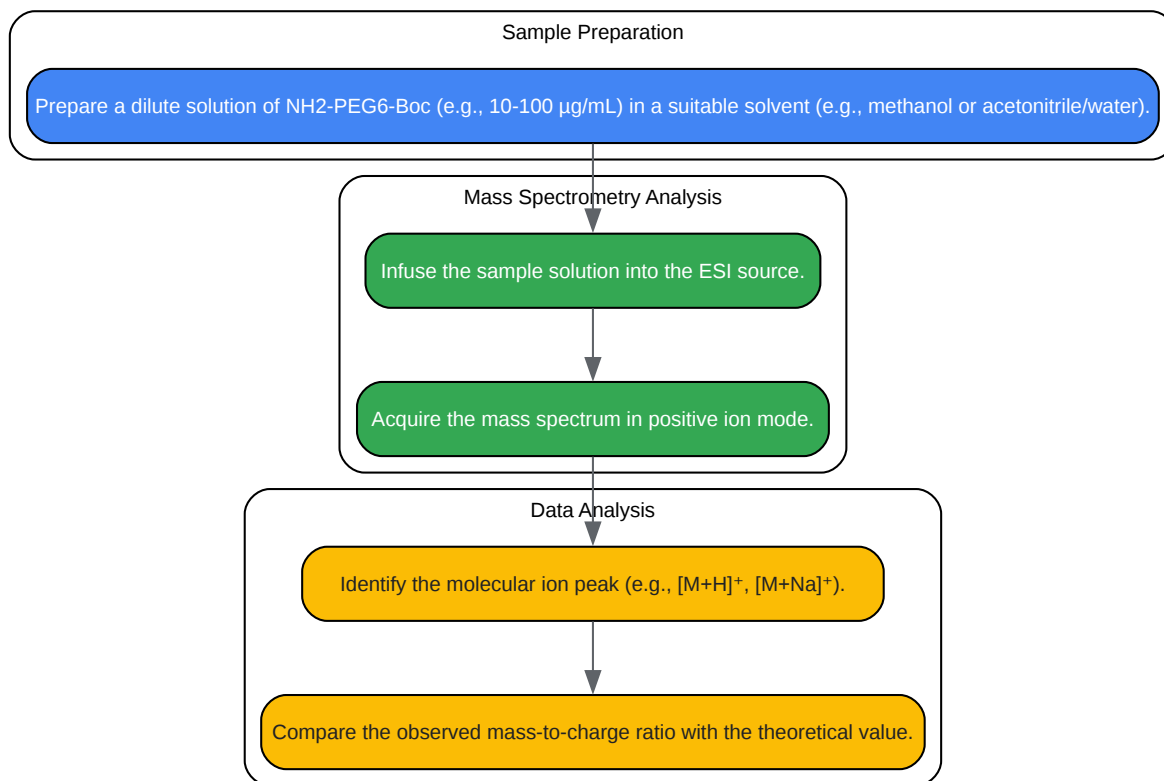 Sample Preparation
Prepare a dilute solution of NH2-PEG6-Boc (e.g., 10-100 µg/mL) in a suitable solvent (e.g., methanol or acetonitrile/water).
Mass Spectrometry Analysis
Infuse the sample solution into the ESI source.
Acquire the mass spectrum in positive ion mode.
Data Analysis
Identify the molecular ion peak (e.g., [M+H]⁺, [M+Na]⁺).
Compare the observed mass-to-charge ratio with the theoretical value.